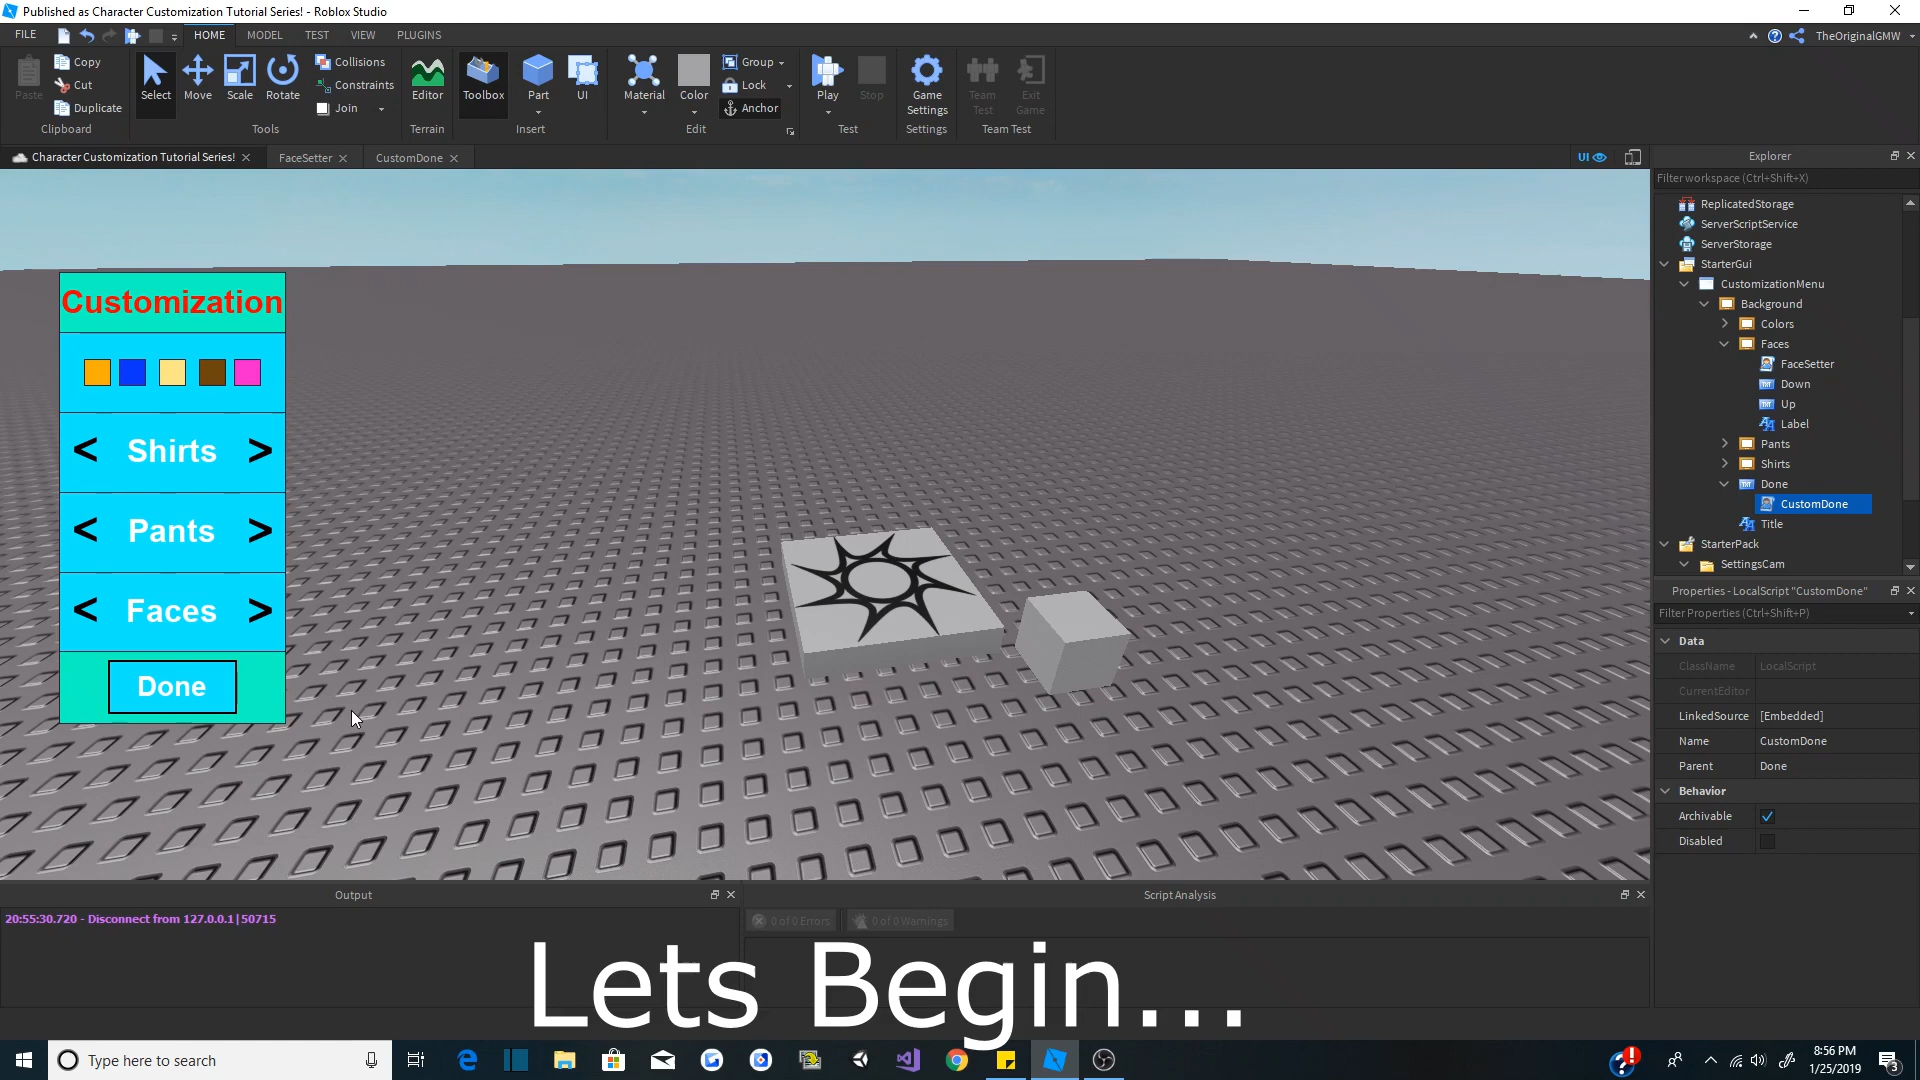 Published as Character Customization Tutorial Series! - Roblox Studio
FILE HOME MODEL TEST VIEW PLUGINS TheOriginalGMW
Paste Copy Cut Duplicate Clipboard
Select Move Scale Rotate Collisions Constraints Join Tools
Editor Terrain
Toolbox Part UI Insert
Material Color Group Lock Anchor Edit
Play Stop Test
Game Settings Settings
Team Test Exit Game Team Test
Character Customization Tutorial Series! FaceSetter CustomDone UI
Customization
< Shirts >
< Pants >
< Faces >
Done
Explorer
Filter workspace (Ctrl+Shift+X)
ReplicatedStorage
ServerScriptService
ServerStorage
StarterGui
CustomizationMenu
Background
Colors
Faces
FaceSetter
Down
Up
Label
Pants
Shirts
Done
CustomDone
Title
StarterPack
SettingsCam
Properties - LocalScript "CustomDone"
Filter Properties (Ctrl+Shift+P)
Data
ClassName LocalScript
CurrentEditor
LinkedSource [Embedded]
Name CustomDone
Parent Done
Behavior
Archivable
Disabled
Output
20:55:30.720 - Disconnect from 127.0.0.1|50715
Script Analysis
0 of 0 Errors 0 of 0 Warnings
Lets Begin...
Type here to search
8:56 PM
1/25/2019
3